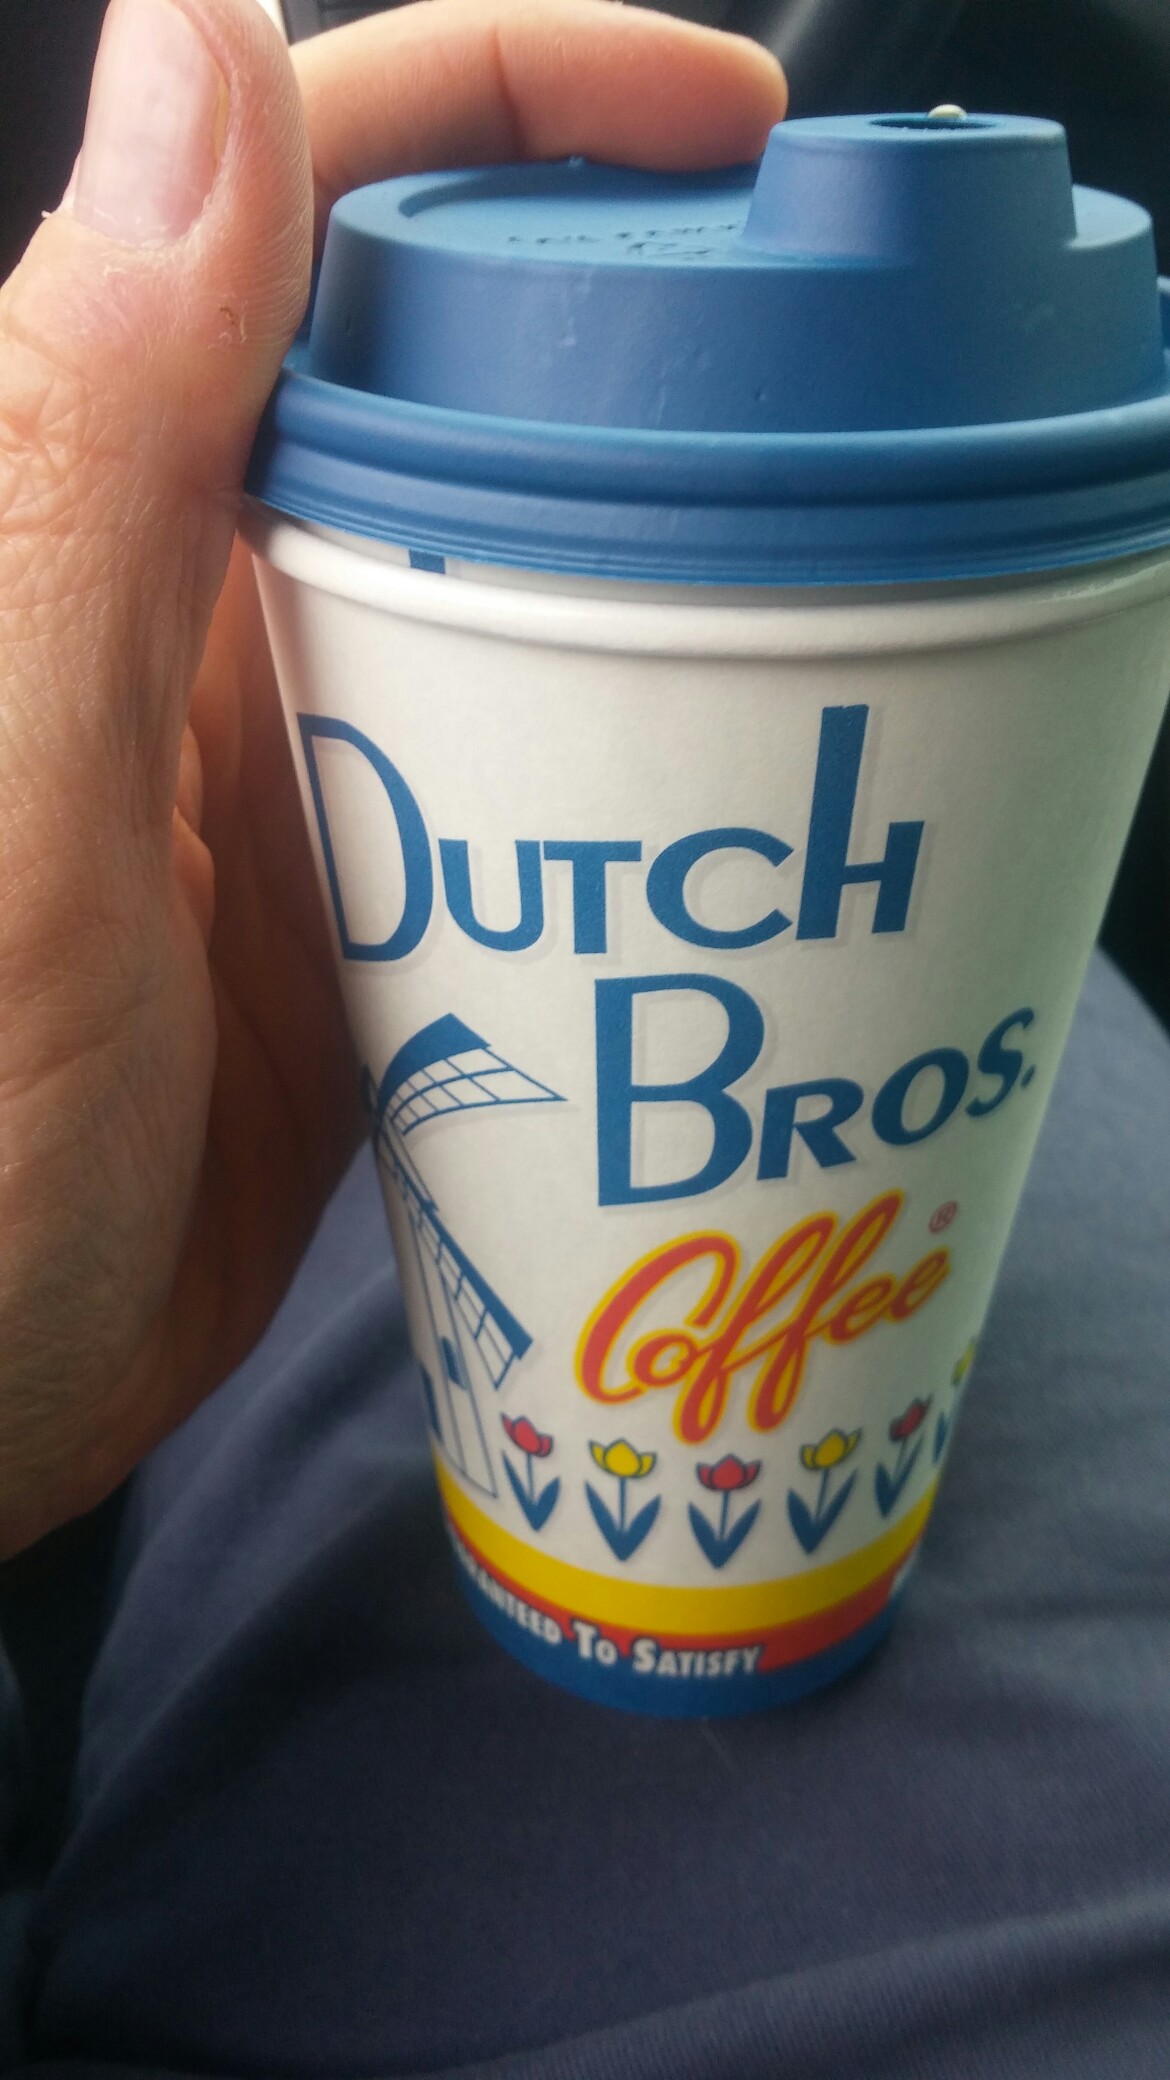 Dutch
Bros.
Coffee®
To Satisfy